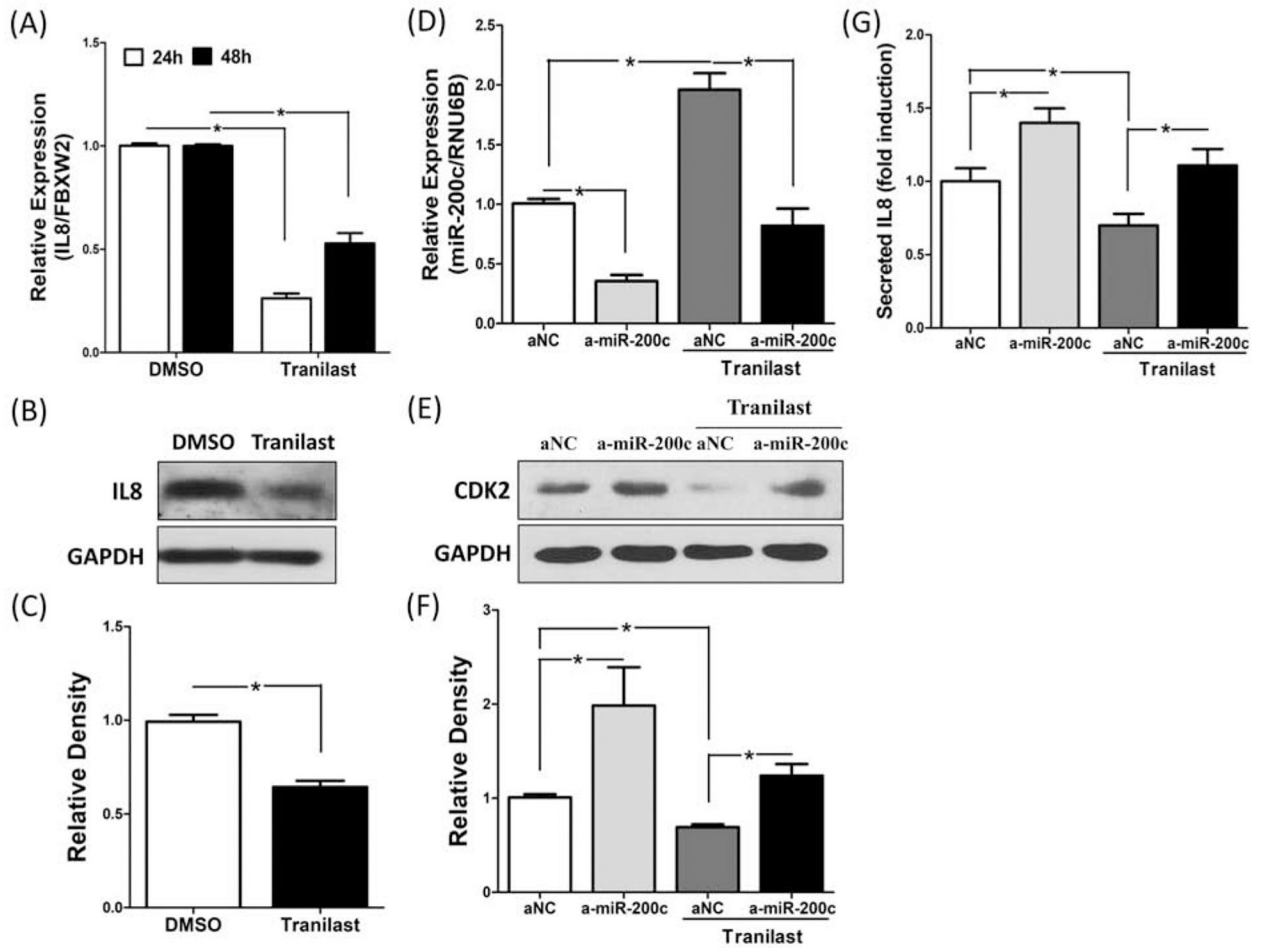 (A)
Relative Expression
(IL8/FBXW2)
1.5
1.0
0.5
0.0
24h 48h
*
*
DMSO Tranilast
(B)
DMSO Tranilast
IL8
GAPDH
(C)
Relative Density
1.5
1.0
0.5
0.0
*
DMSO Tranilast
(D)
Relative Expression
(miR-200c/RNU6B)
2.5
2.0
1.5
1.0
0.5
0.0
* *
*
aNC a-miR-200c aNC a-miR-200c
Tranilast
(E)
Tranilast
aNC a-miR-200c aNC a-miR-200c
CDK2
GAPDH
(F)
Relative Density
3
2
1
0
*
*
*
aNC a-miR-200c aNC a-miR-200c
Tranilast
(G)
Secreted IL8 (fold induction)
2.0
1.5
1.0
0.5
0.0
*
*
*
aNC a-miR-200c aNC a-miR-200c
Tranilast